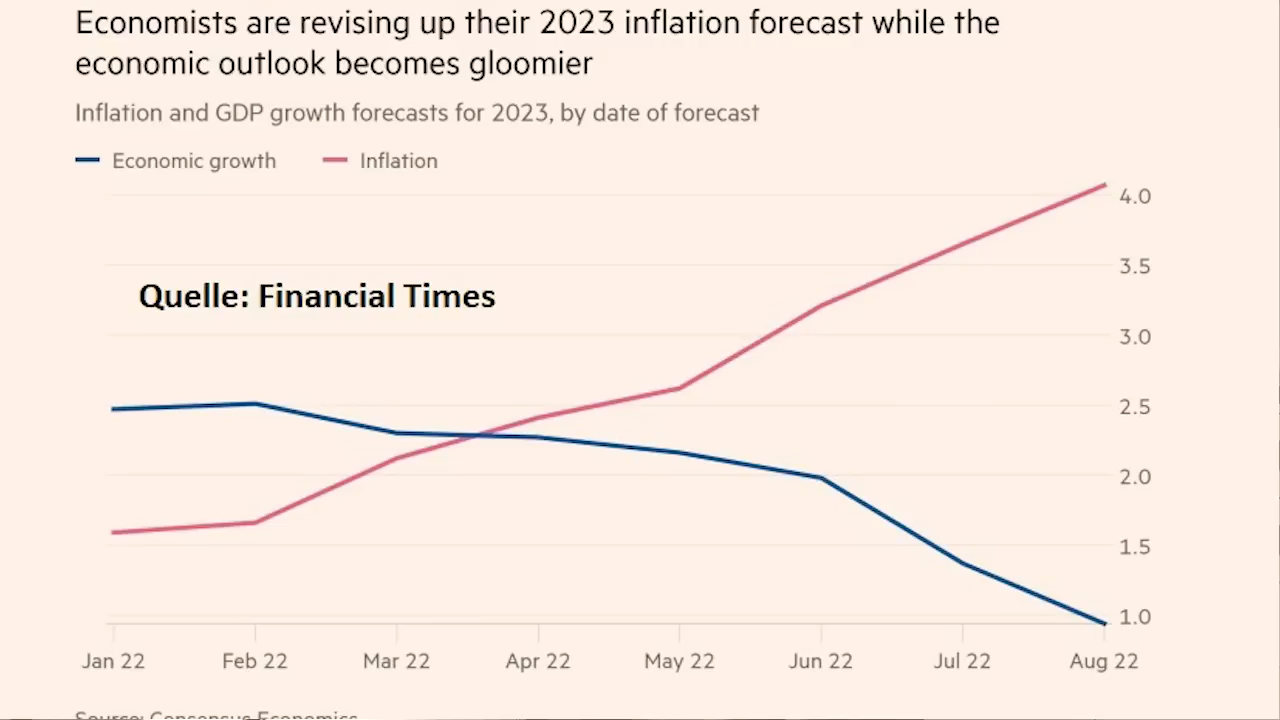 Economists are revising up their 2023 inflation forecast while the
economic outlook becomes gloomier
Inflation and GDP growth forecasts for 2023, by date of forecast
Economic growth Inflation
4.0
3.5
Quelle: Financial Times
3.0
2.5
2.0
1.5
1.0
Jan 22 Feb 22 Mar 22 Apr 22 May 22 Jun 22 Jul 22 Aug 22
Source: Consensus Economics